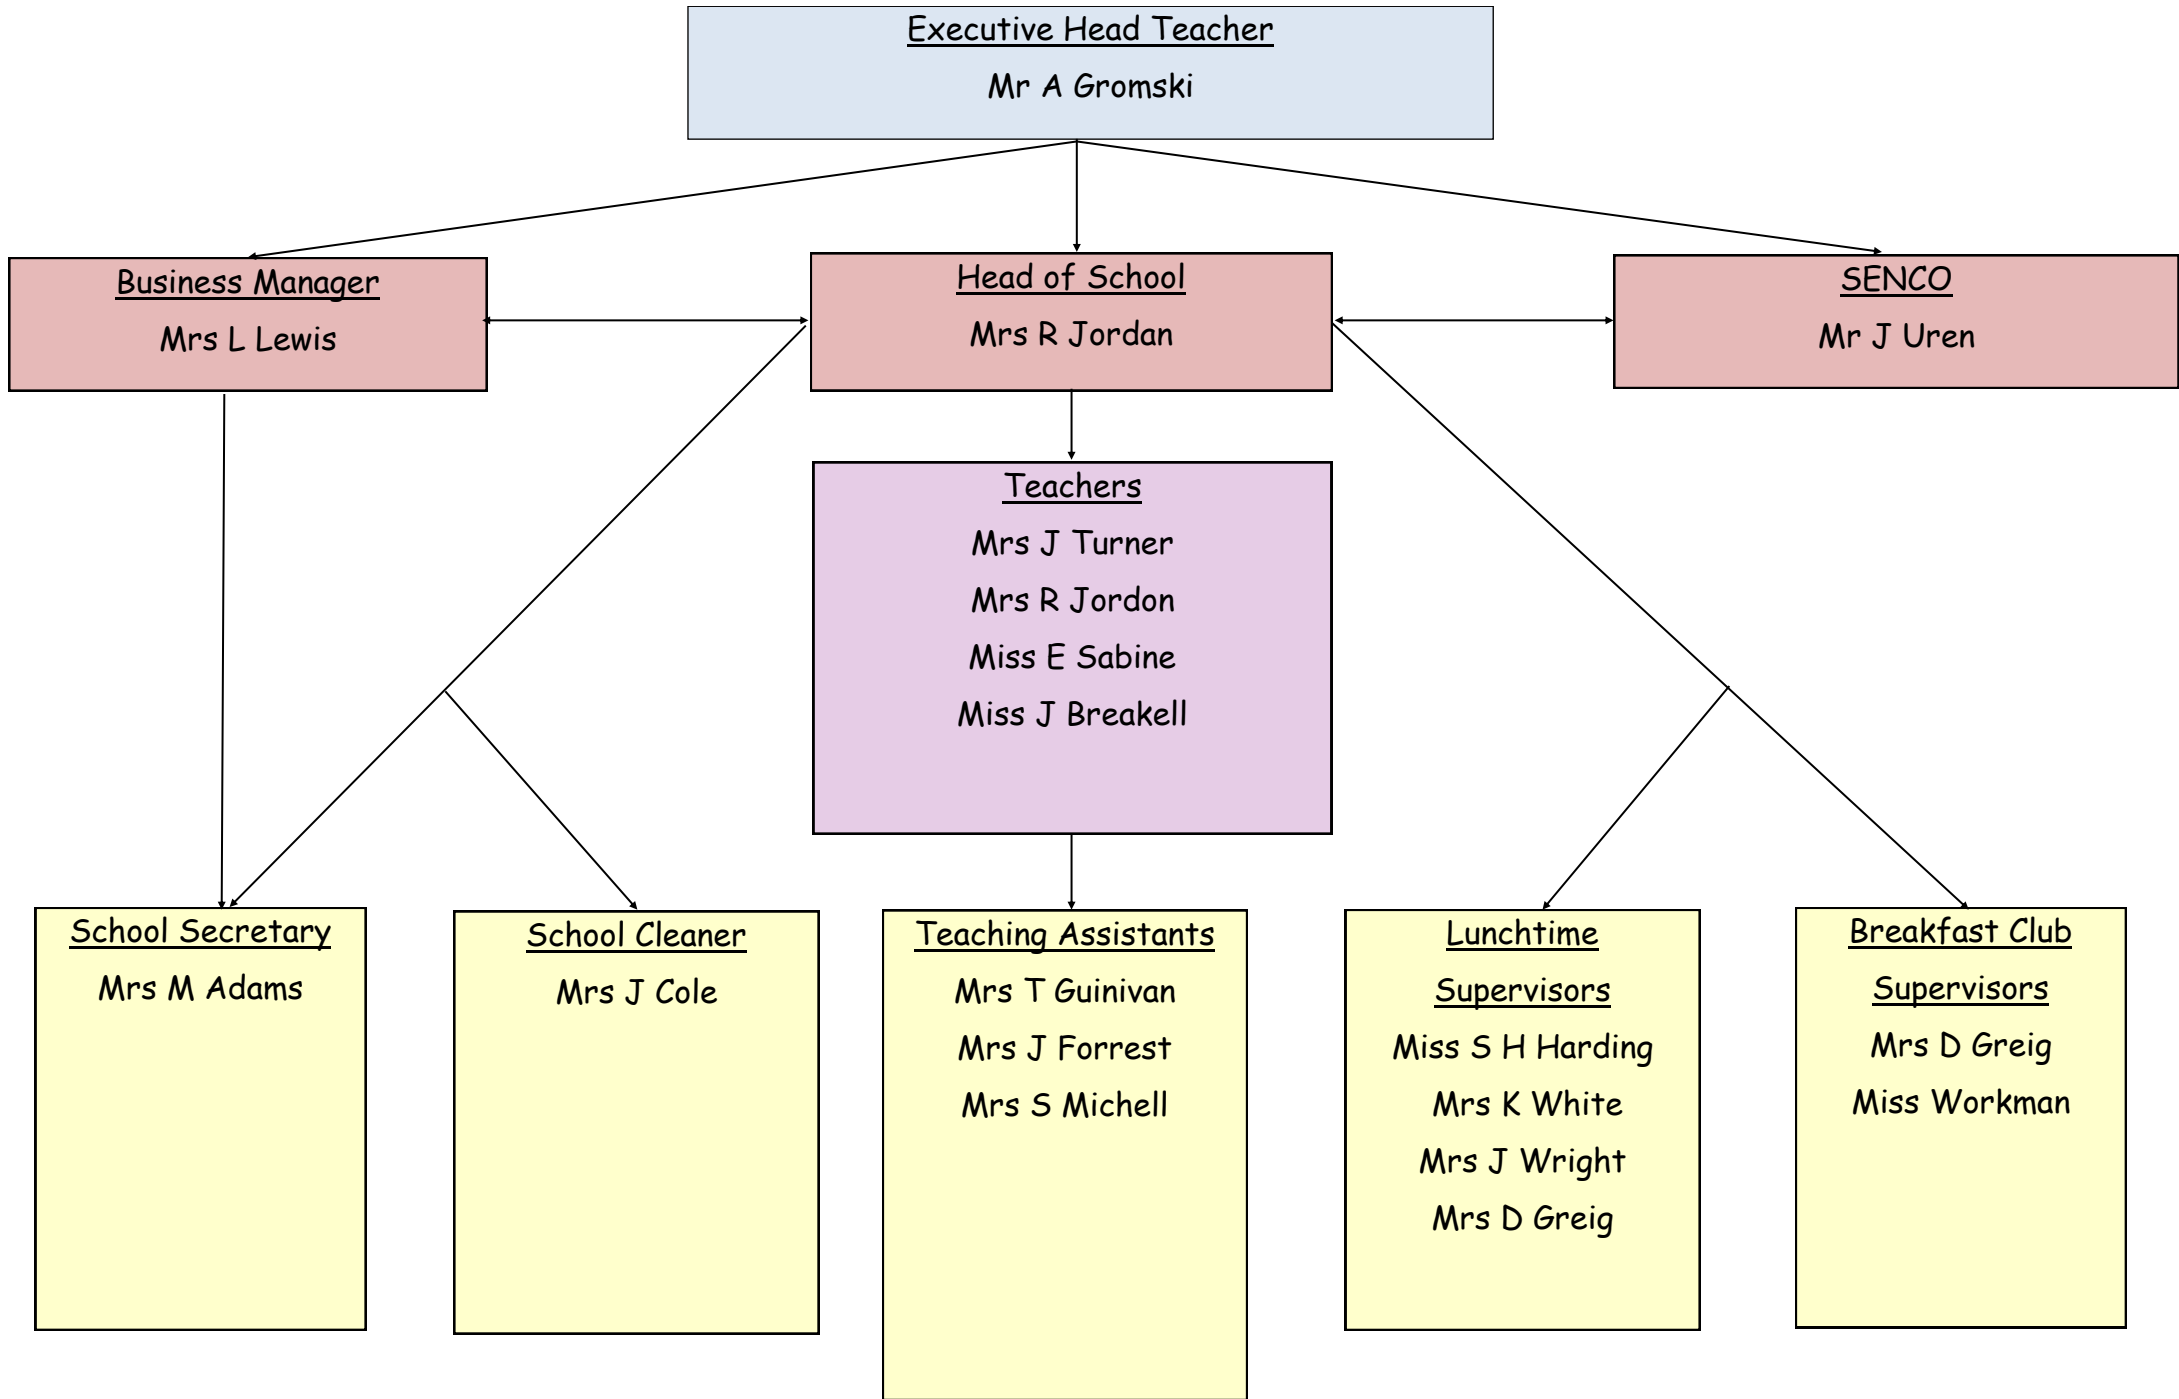 Executive Head Teacher
Mr A Gromski
Business Manager
Mrs L Lewis
Head of School
Mrs R Jordan
SENCO
Mr J Uren
Teachers
Mrs J Turner
Mrs R Jordon
Miss E Sabine
Miss J Breakell
School Secretary
Mrs M Adams
School Cleaner
Mrs J Cole
Teaching Assistants
Mrs T Guinivan
Mrs J Forrest
Mrs S Michell
Lunchtime
Supervisors
Miss S H Harding
Mrs K White
Mrs J Wright
Mrs D Greig
Breakfast Club
Supervisors
Mrs D Greig
Miss Workman